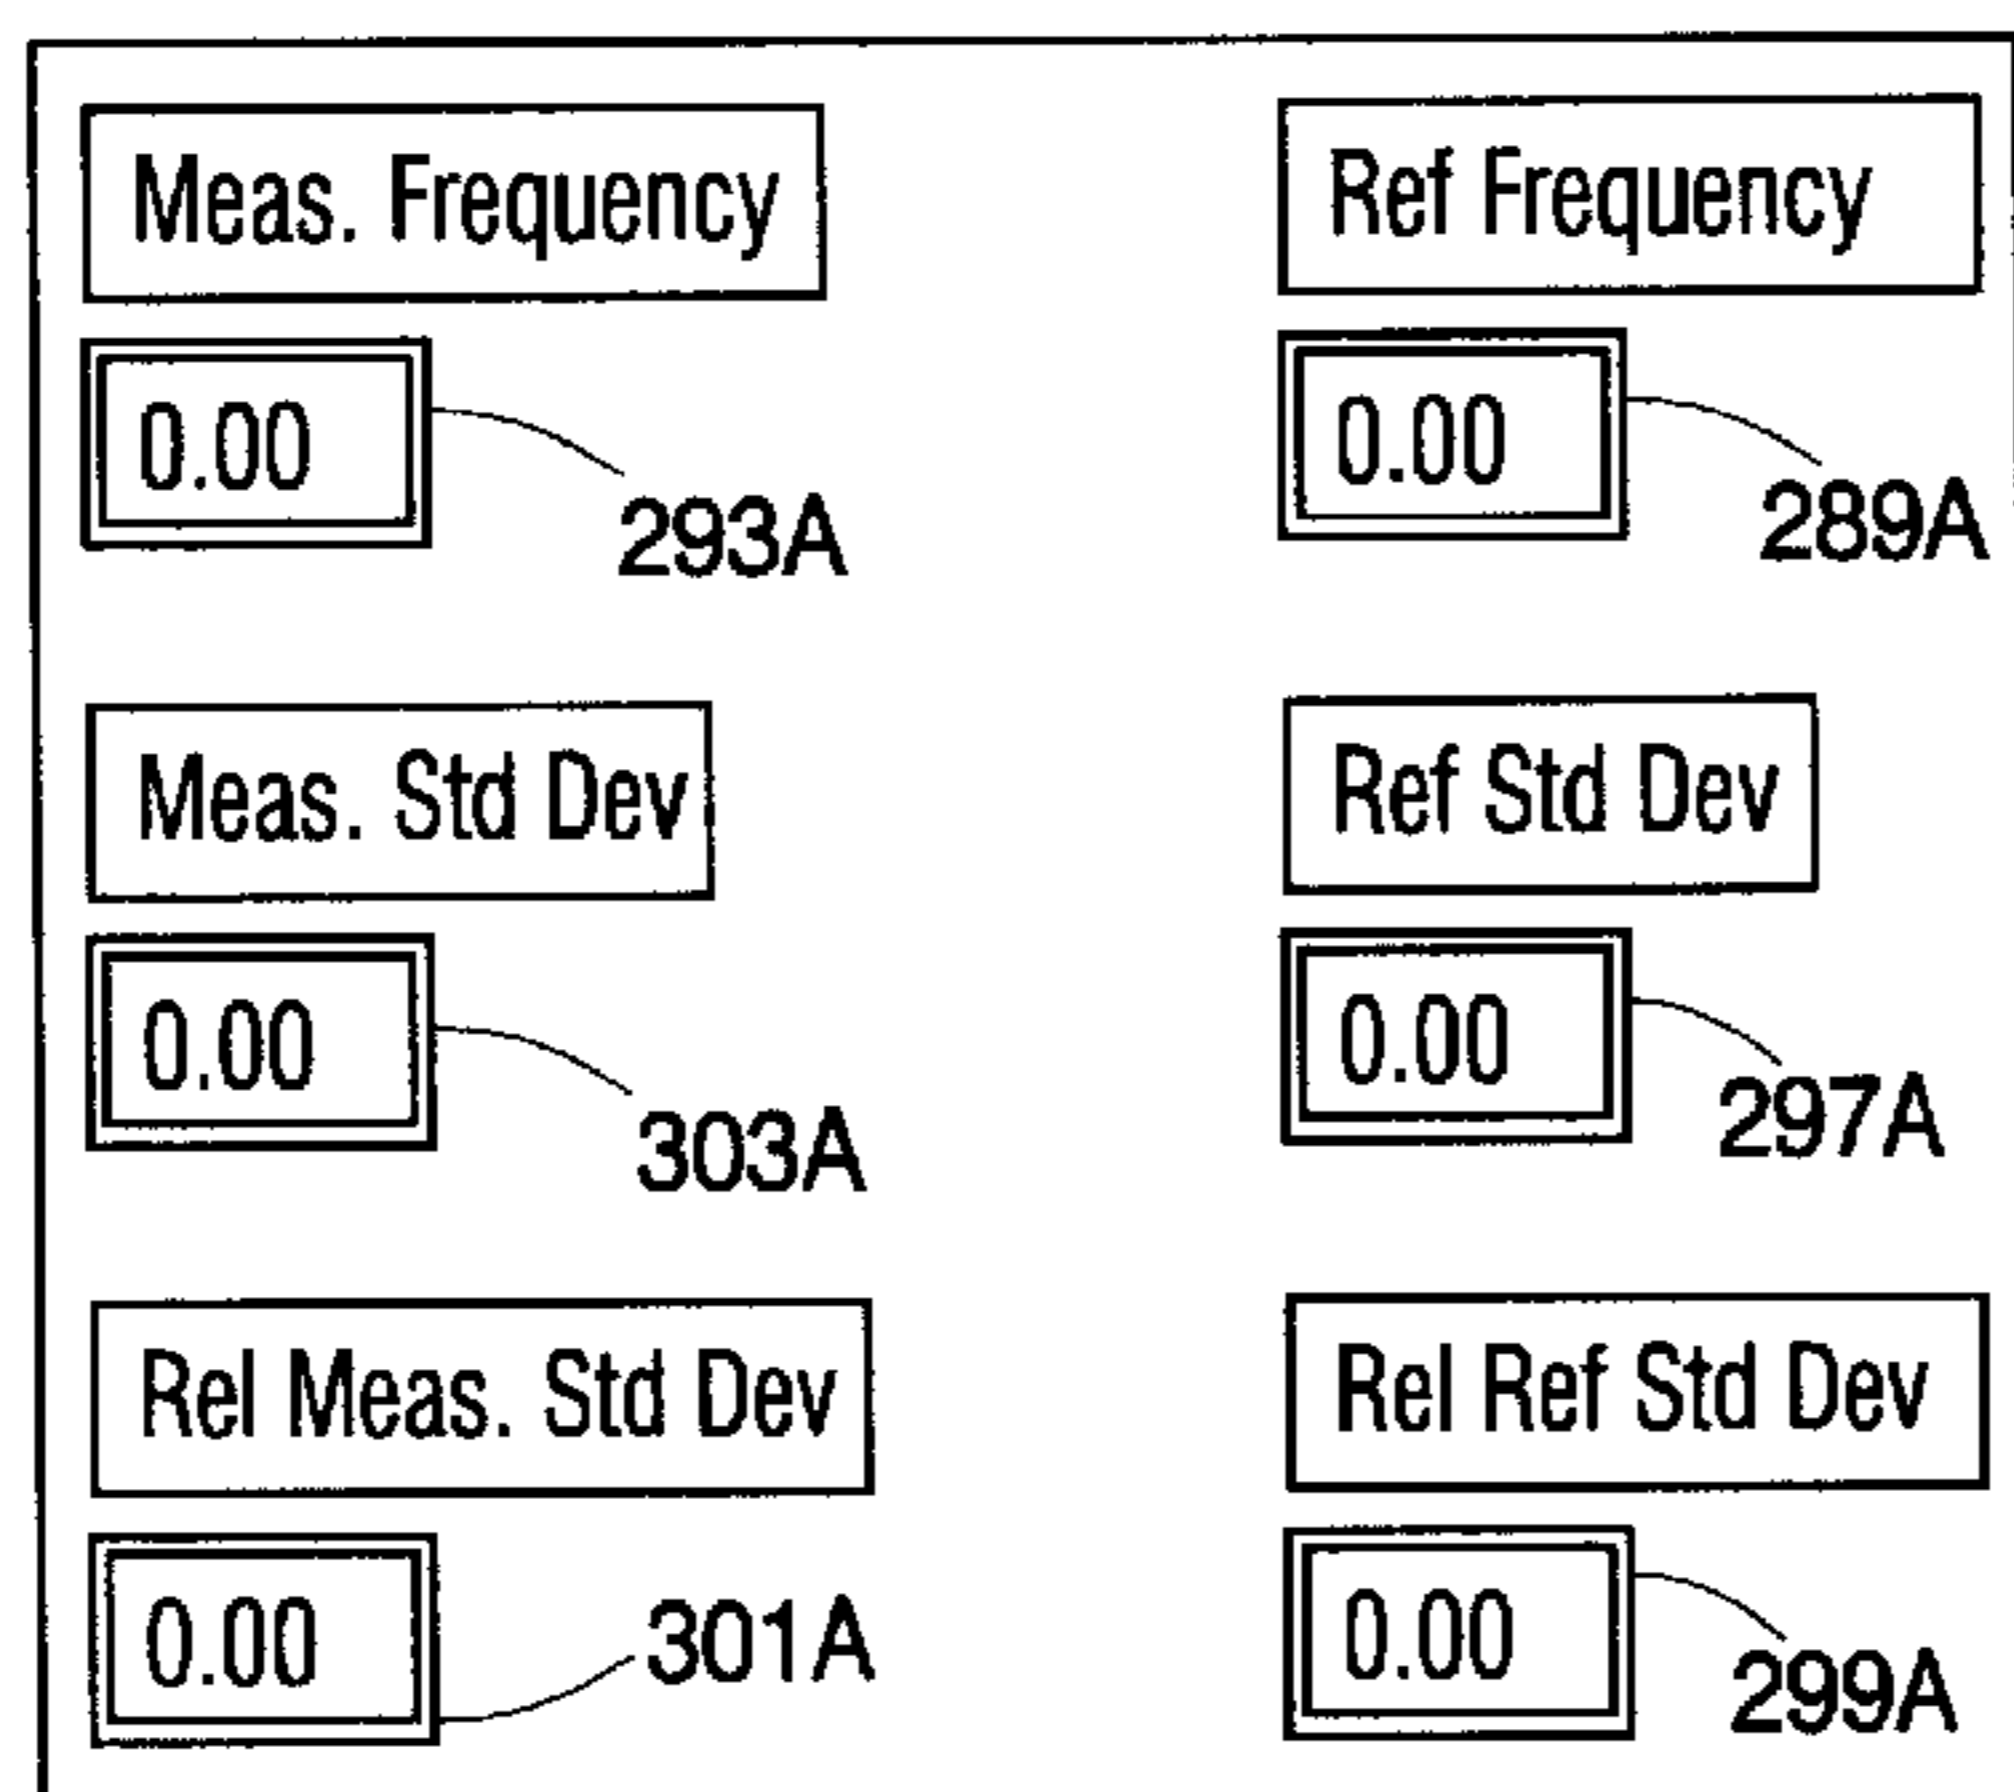 Meas. Frequency
Ref Frequency
0.00
0.00
293A
289A
Meas. Std Dev
Ref Std Dev
0.00
0.00
303A
297A
Rel Meas. Std Dev
Rel Ref Std Dev
0.00
0.00
301A
299A